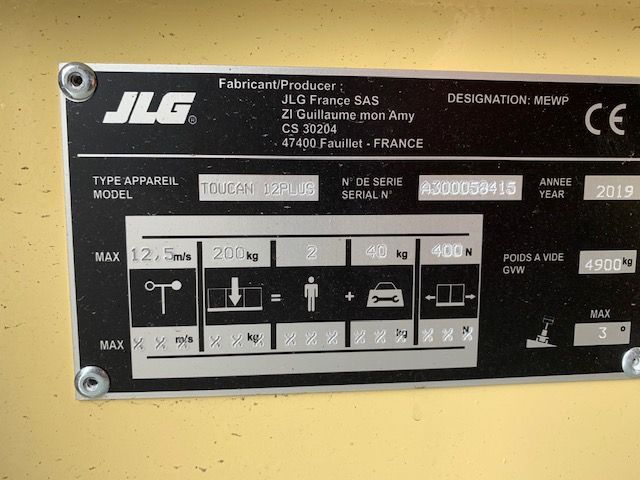 JLG®
Fabricant/Producer :
JLG France SAS
ZI Guillaume mon Amy
CS 30204
47400 Fauillet - FRANCE
DESIGNATION: MEWP
CE
TYPE APPAREIL
MODEL
TOUCAN 12PLUS
N° DE SERIE
SERIAL N°
A300058415
ANNEE
YEAR
2019
MAX 12,5 m/s 200 kg 2 40 kg 400 N
= +
POIDS A VIDE
GVW
4900 kg
MAX
3 °
MAX X X X m/s X X X kg X X X X X X kg X X X N